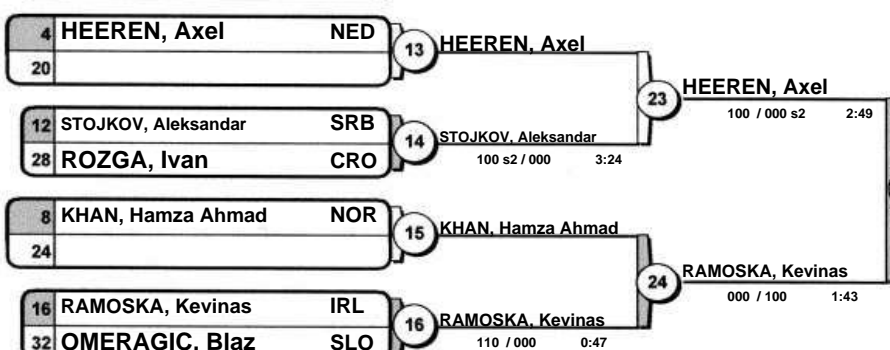 4 HEEREN, Axel NED
20
13 HEEREN, Axel
12 STOJKOV, Aleksandar SRB
28 ROZGA, Ivan CRO
14 STOJKOV, Aleksandar
100 s2 / 000 3:24
23 HEEREN, Axel
100 / 000 s2 2:49
8 KHAN, Hamza Ahmad NOR
24
15 KHAN, Hamza Ahmad
16 RAMOSKA, Kevinas IRL
32 OMERAGIC, Blaz SLO
16 RAMOSKA, Kevinas
110 / 000 0:47
24 RAMOSKA, Kevinas
000 / 100 1:43